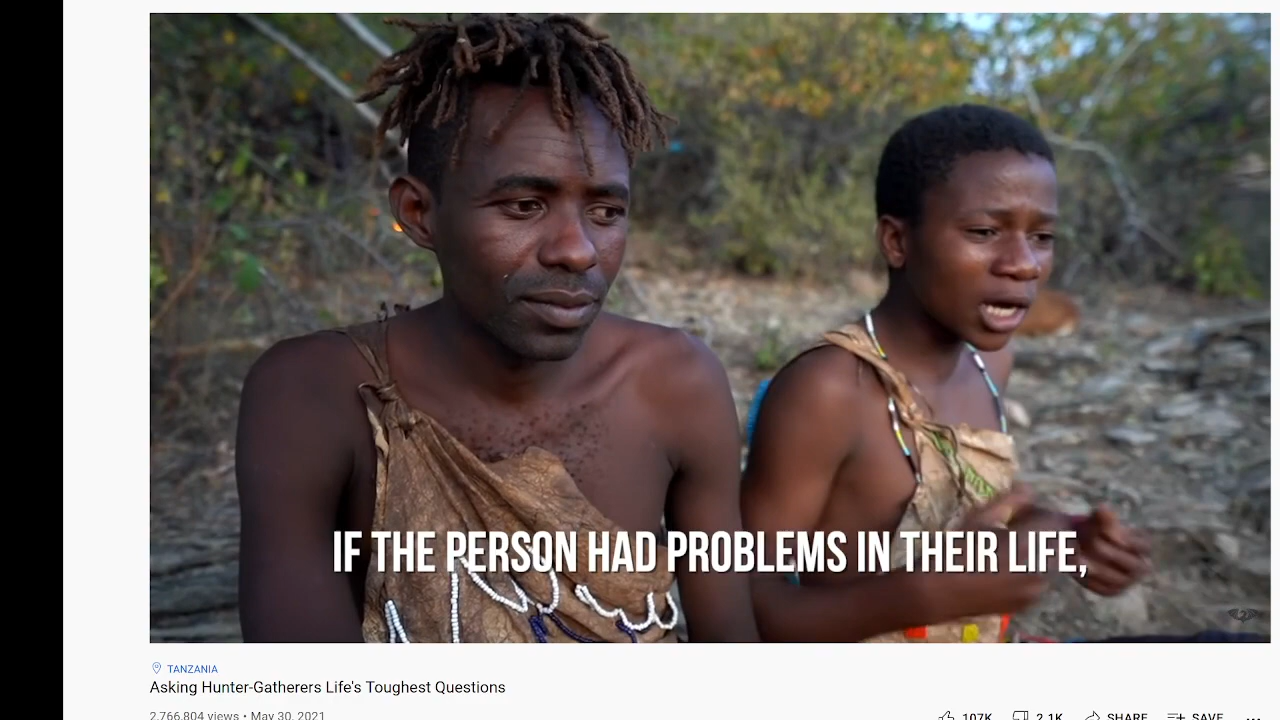 IF THE PERSON HAD PROBLEMS IN THEIR LIFE,
TANZANIA
Asking Hunter-Gatherers Life's Toughest Questions
2,766,804 views • May 30, 2021
107K 2.1K SHARE SAVE ...